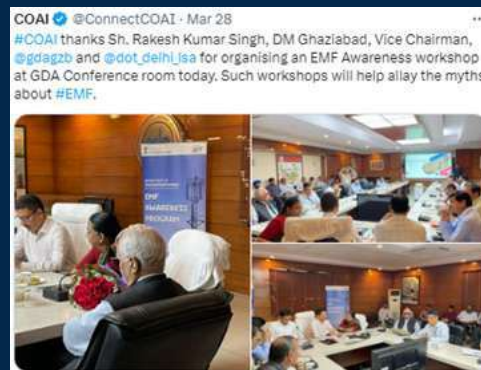 COAI @ConnectCOAI · Mar 28
#COAI thanks Sh. Rakesh Kumar Singh, DM Ghaziabad, Vice Chairman,
@gdagzb and @dot_delhi_lsa for organising an EMF Awareness workshop
at GDA Conference room today. Such workshops will help allay the myths
about #EMF.
EMF
AWARENESS
PROGRAM